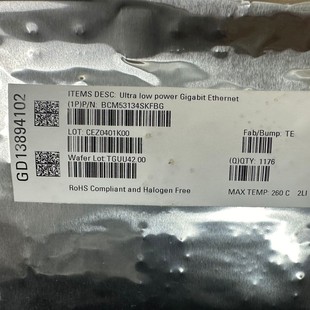 GD13894102
ITEMS DESC: Ultra low power Gigabit Ethernet
(1P)P/N: BCM53134SKFBG
LOT: CEZ0401K00
Fab/Bump: TE
Wafer Lot: TGUU42.00
(Q)QTY: 1176
RoHS Compliant and Halogen Free
MAX TEMP: 260 C 2LI